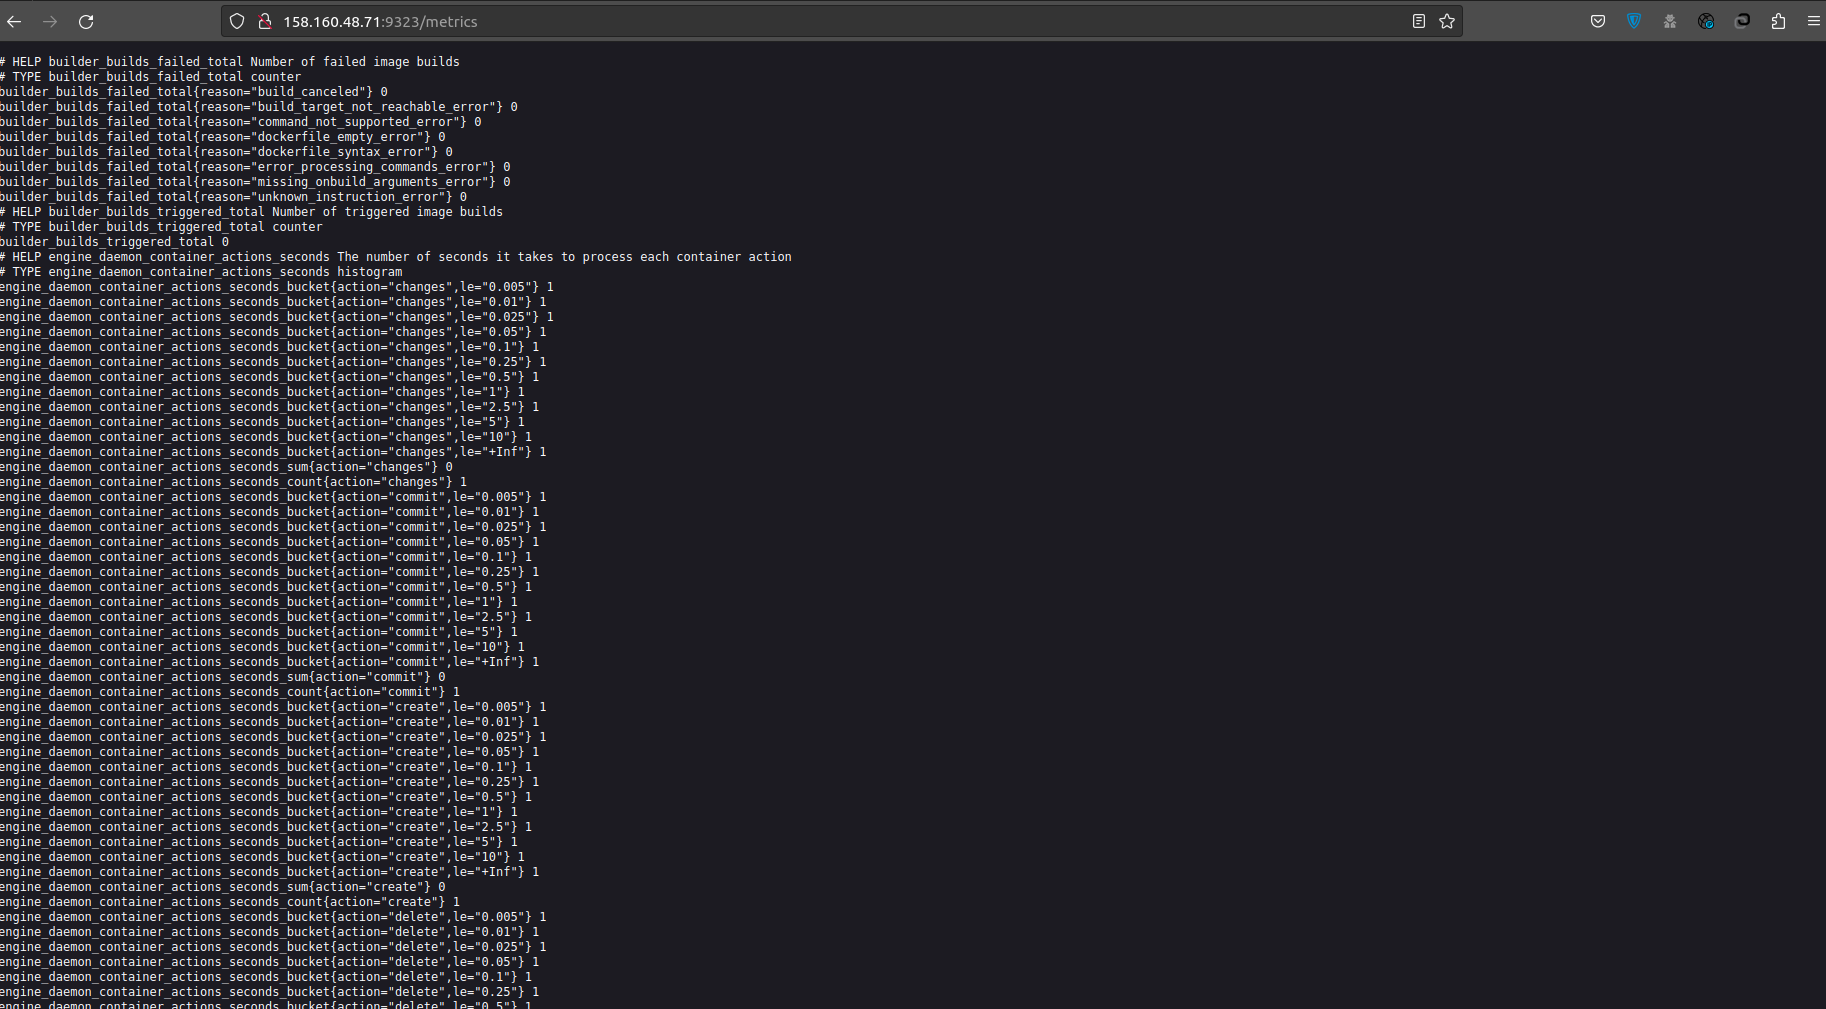 158.160.48.71:9323/metrics
# HELP builder_builds_failed_total Number of failed image builds
# TYPE builder_builds_failed_total counter
builder_builds_failed_total{reason="build_canceled"} 0
builder_builds_failed_total{reason="build_target_not_reachable_error"} 0
builder_builds_failed_total{reason="command_not_supported_error"} 0
builder_builds_failed_total{reason="dockerfile_empty_error"} 0
builder_builds_failed_total{reason="dockerfile_syntax_error"} 0
builder_builds_failed_total{reason="error_processing_commands_error"} 0
builder_builds_failed_total{reason="missing_onbuild_arguments_error"} 0
builder_builds_failed_total{reason="unknown_instruction_error"} 0
# HELP builder_builds_triggered_total Number of triggered image builds
# TYPE builder_builds_triggered_total counter
builder_builds_triggered_total 0
# HELP engine_daemon_container_actions_seconds The number of seconds it takes to process each container action
# TYPE engine_daemon_container_actions_seconds histogram
engine_daemon_container_actions_seconds_bucket{action="changes",le="0.005"} 1
engine_daemon_container_actions_seconds_bucket{action="changes",le="0.01"} 1
engine_daemon_container_actions_seconds_bucket{action="changes",le="0.025"} 1
engine_daemon_container_actions_seconds_bucket{action="changes",le="0.05"} 1
engine_daemon_container_actions_seconds_bucket{action="changes",le="0.1"} 1
engine_daemon_container_actions_seconds_bucket{action="changes",le="0.25"} 1
engine_daemon_container_actions_seconds_bucket{action="changes",le="0.5"} 1
engine_daemon_container_actions_seconds_bucket{action="changes",le="1"} 1
engine_daemon_container_actions_seconds_bucket{action="changes",le="2.5"} 1
engine_daemon_container_actions_seconds_bucket{action="changes",le="5"} 1
engine_daemon_container_actions_seconds_bucket{action="changes",le="10"} 1
engine_daemon_container_actions_seconds_bucket{action="changes",le="+Inf"} 1
engine_daemon_container_actions_seconds_sum{action="changes"} 0
engine_daemon_container_actions_seconds_count{action="changes"} 1
engine_daemon_container_actions_seconds_bucket{action="commit",le="0.005"} 1
engine_daemon_container_actions_seconds_bucket{action="commit",le="0.01"} 1
engine_daemon_container_actions_seconds_bucket{action="commit",le="0.025"} 1
engine_daemon_container_actions_seconds_bucket{action="commit",le="0.05"} 1
engine_daemon_container_actions_seconds_bucket{action="commit",le="0.1"} 1
engine_daemon_container_actions_seconds_bucket{action="commit",le="0.25"} 1
engine_daemon_container_actions_seconds_bucket{action="commit",le="0.5"} 1
engine_daemon_container_actions_seconds_bucket{action="commit",le="1"} 1
engine_daemon_container_actions_seconds_bucket{action="commit",le="2.5"} 1
engine_daemon_container_actions_seconds_bucket{action="commit",le="5"} 1
engine_daemon_container_actions_seconds_bucket{action="commit",le="10"} 1
engine_daemon_container_actions_seconds_bucket{action="commit",le="+Inf"} 1
engine_daemon_container_actions_seconds_sum{action="commit"} 0
engine_daemon_container_actions_seconds_count{action="commit"} 1
engine_daemon_container_actions_seconds_bucket{action="create",le="0.005"} 1
engine_daemon_container_actions_seconds_bucket{action="create",le="0.01"} 1
engine_daemon_container_actions_seconds_bucket{action="create",le="0.025"} 1
engine_daemon_container_actions_seconds_bucket{action="create",le="0.05"} 1
engine_daemon_container_actions_seconds_bucket{action="create",le="0.1"} 1
engine_daemon_container_actions_seconds_bucket{action="create",le="0.25"} 1
engine_daemon_container_actions_seconds_bucket{action="create",le="0.5"} 1
engine_daemon_container_actions_seconds_bucket{action="create",le="1"} 1
engine_daemon_container_actions_seconds_bucket{action="create",le="2.5"} 1
engine_daemon_container_actions_seconds_bucket{action="create",le="5"} 1
engine_daemon_container_actions_seconds_bucket{action="create",le="10"} 1
engine_daemon_container_actions_seconds_bucket{action="create",le="+Inf"} 1
engine_daemon_container_actions_seconds_sum{action="create"} 0
engine_daemon_container_actions_seconds_count{action="create"} 1
engine_daemon_container_actions_seconds_bucket{action="delete",le="0.005"} 1
engine_daemon_container_actions_seconds_bucket{action="delete",le="0.01"} 1
engine_daemon_container_actions_seconds_bucket{action="delete",le="0.025"} 1
engine_daemon_container_actions_seconds_bucket{action="delete",le="0.05"} 1
engine_daemon_container_actions_seconds_bucket{action="delete",le="0.1"} 1
engine_daemon_container_actions_seconds_bucket{action="delete",le="0.25"} 1
engine_daemon_container_actions_seconds_bucket{action="delete",le="0.5"} 1